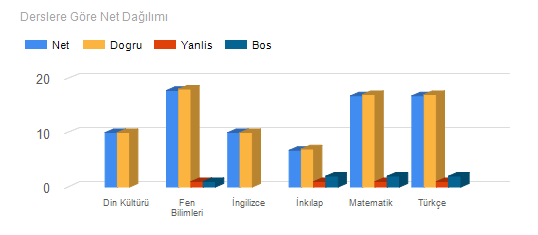 Derslere Göre Net Dağılımı
Net Dogru Yanlis Bos
20
10
0
Din Kültürü Fen Bilimleri İngilizce İnkılap Matematik Türkçe